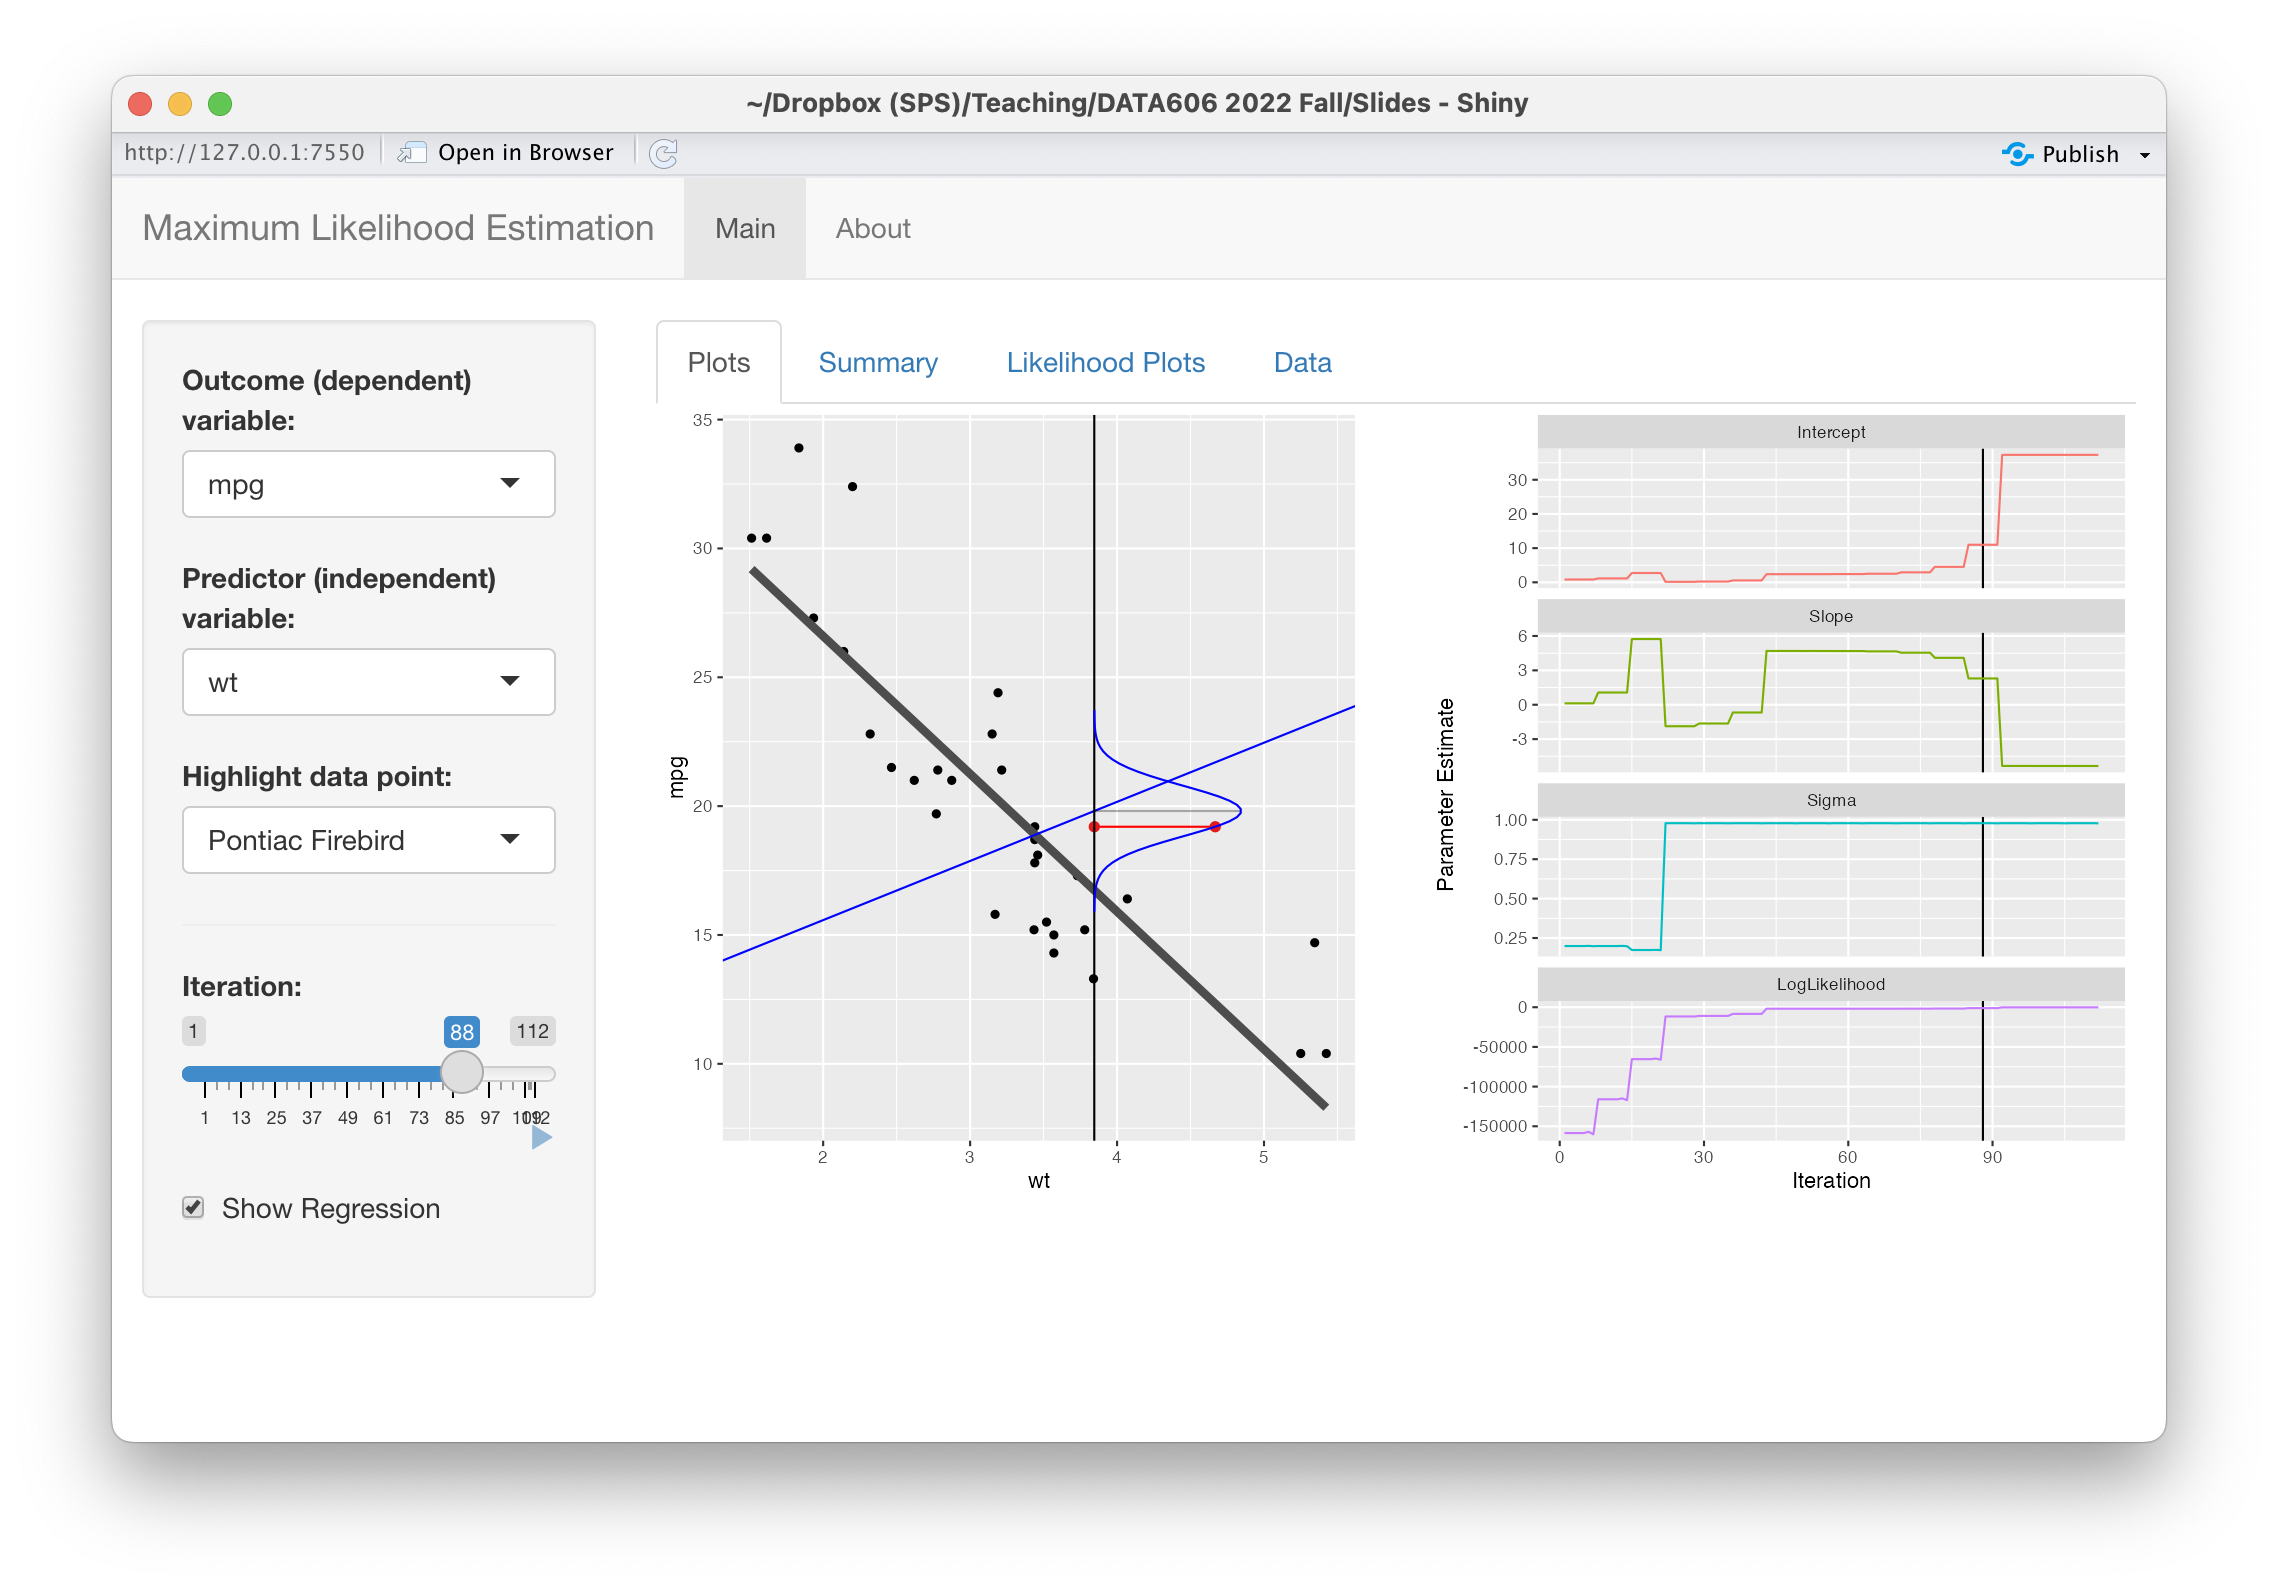 ~/Dropbox (SPS)/Teaching/DATA606 2022 Fall/Slides - Shiny
http://127.0.0.1:7550
Open in Browser
Publish
Maximum Likelihood Estimation
Main
About
Outcome (dependent)
variable:
mpg
Predictor (independent)
variable:
wt
Highlight data point:
Pontiac Firebird
Iteration:
1
88
112
1 13 25 37 49 61 73 85 97 109 112
Show Regression
Plots
Summary
Likelihood Plots
Data
35
30
25
20
15
10
mpg
2 3 4 5
wt
Parameter Estimate
Intercept
30
20
10
0
Slope
6
3
0
-3
Sigma
1.00
0.75
0.50
0.25
LogLikelihood
0
-50000
-100000
-150000
0 30 60 90
Iteration